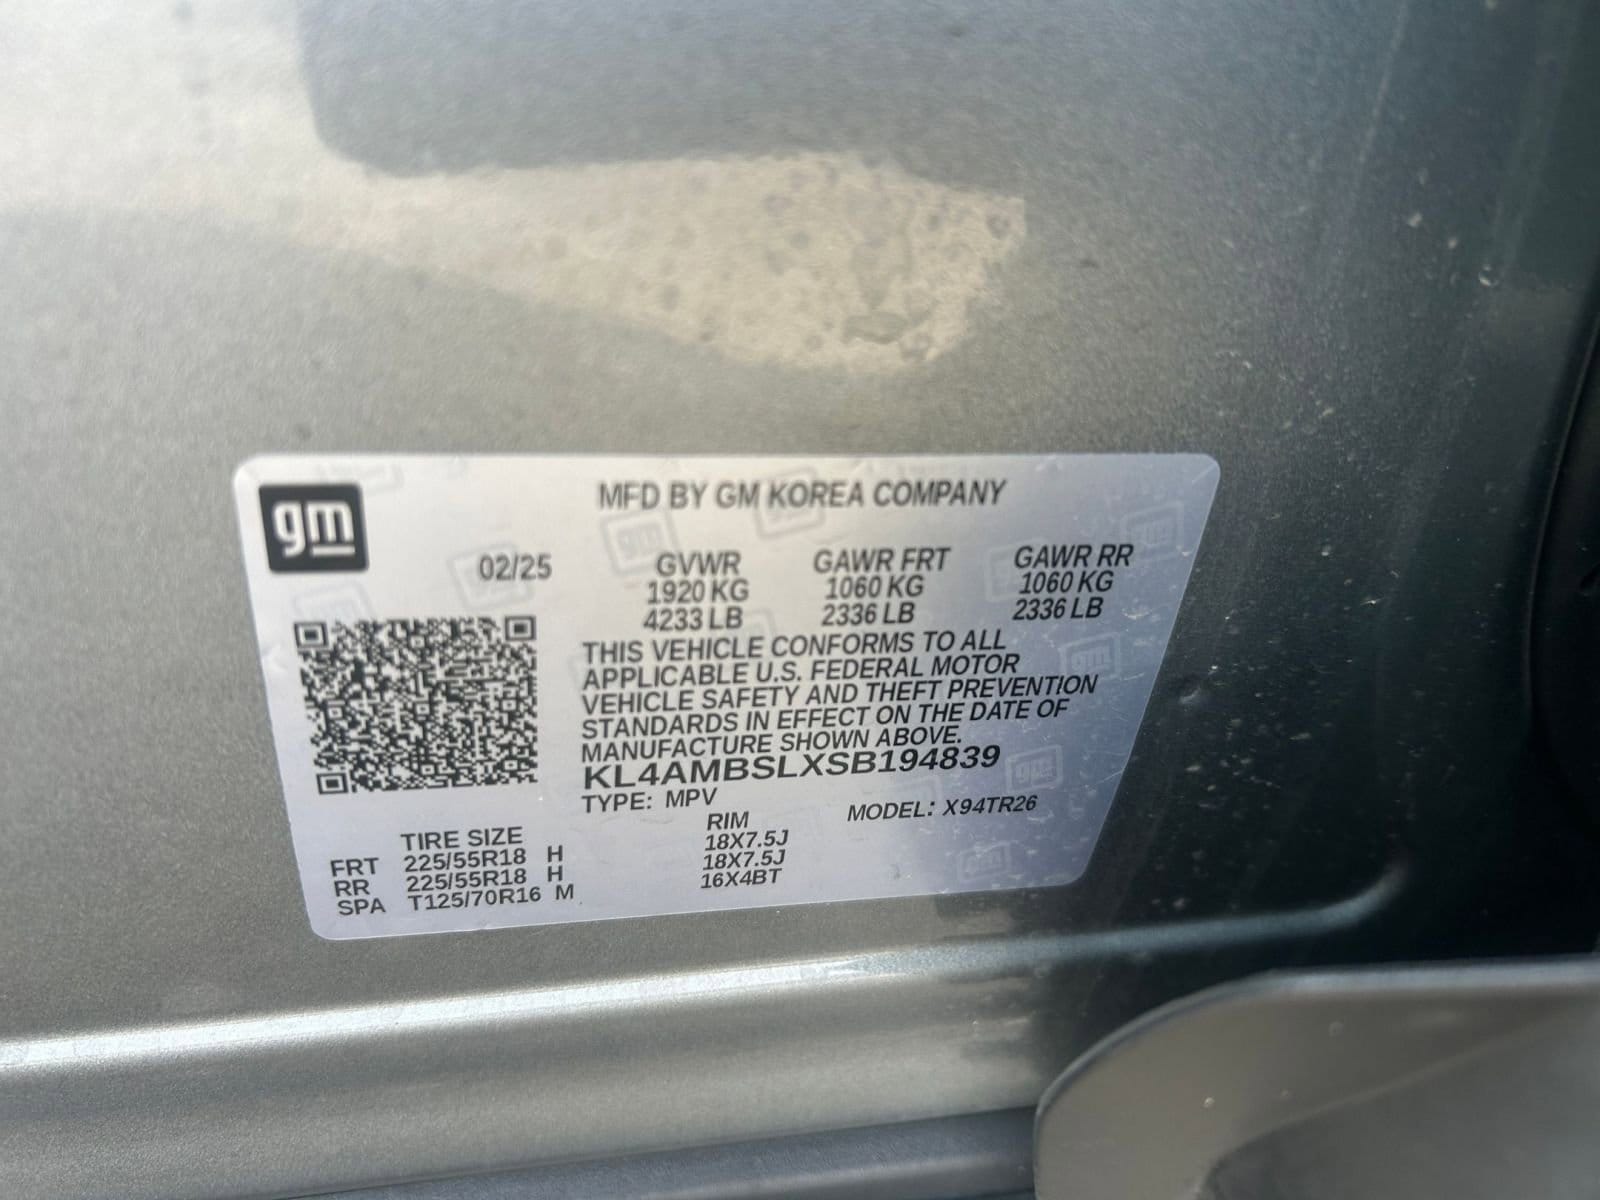 gm
MFD BY GM KOREA COMPANY
02/25 GVWR GAWR FRT GAWR RR
1920 KG 1060 KG 1060 KG
4233 LB 2336 LB 2336 LB
THIS VEHICLE CONFORMS TO ALL
APPLICABLE U.S. FEDERAL MOTOR
VEHICLE SAFETY AND THEFT PREVENTION
STANDARDS IN EFFECT ON THE DATE OF
MANUFACTURE SHOWN ABOVE.
KL4AMBSLXSB194839
TYPE: MPV MODEL: X94TR26
TIRE SIZE RIM
FRT 225/55R18 H 18X7.5J
RR 225/55R18 H 18X7.5J
SPA T125/70R16 M 16X4BT